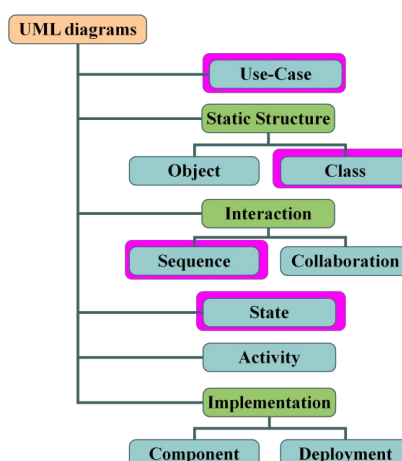 UML diagrams
Use-Case
Static Structure
Object
Class
Interaction
Sequence
Collaboration
State
Activity
Implementation
Component
Deployment